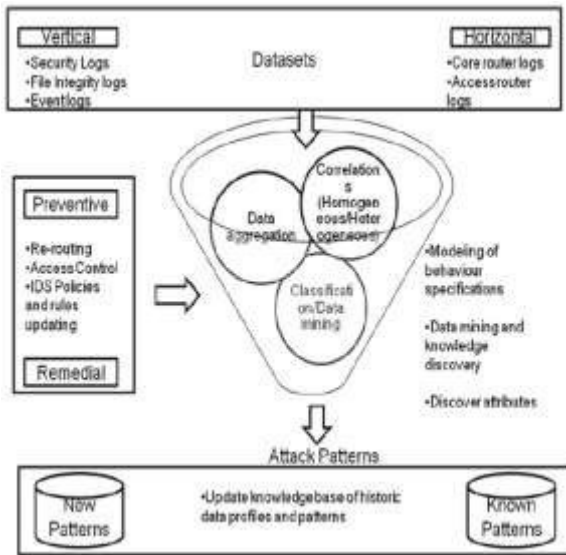 Vertical
•Security Logs
•File Integrity logs
•Event logs
Datasets
Horizontal
•Core router logs
•Access router
logs
Preventive
•Re-routing
•Access Control
•IDS Policies
and rules
updating
Remedial
Data
aggregation
Correlation
s
(Homogen
eous/Heter
ogeneous)
Classificati
on/Data
mining
•Modeling of
behaviour
specifications
•Data mining and
knowledge
discovery
•Discover attributes
Attack Patterns
New
Patterns
•Update knowledge base of historic
data profiles and patterns
Known
Patterns